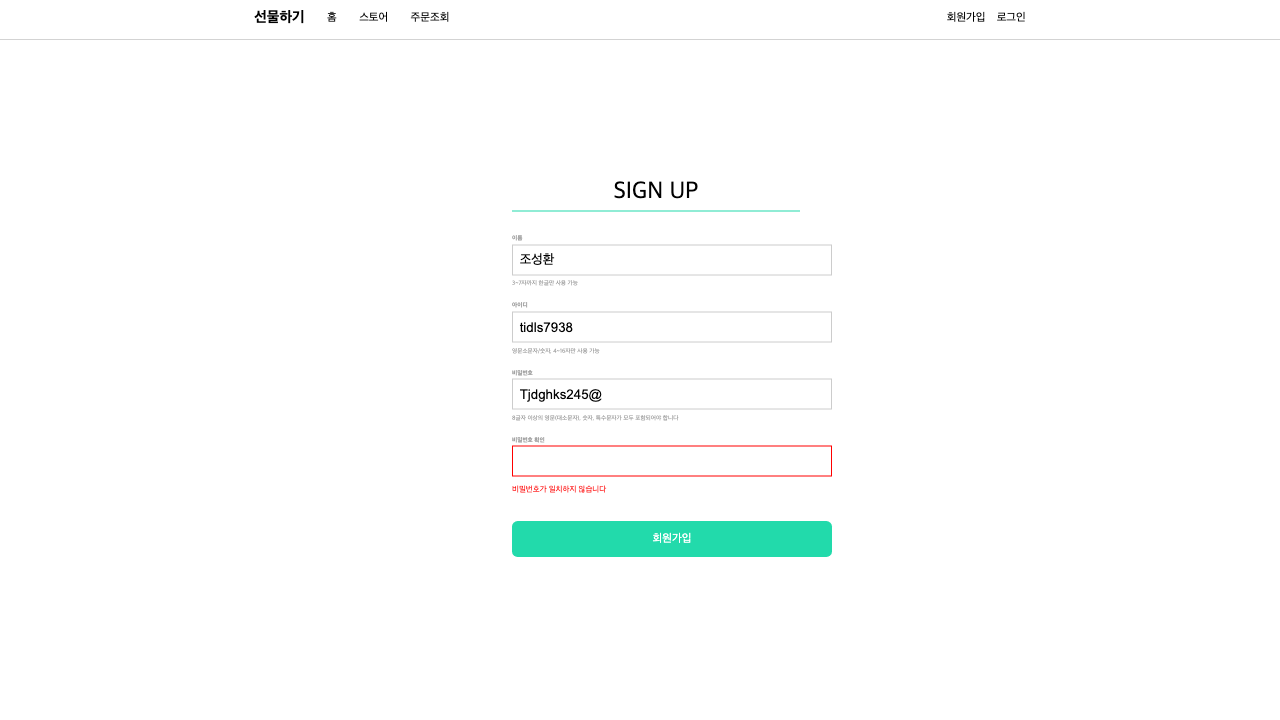 선물하기 홈 스토어 주문조회 회원가입 로그인
SIGN UP
이름
조성환
3~7자까지 한글만 사용 가능
아이디
tidls7938
영문소문자/숫자, 4~16자만 사용 가능
비밀번호
Tjdghks245@
8글자 이상의 영문(대소문자), 숫자, 특수문자가 모두 포함되어야 합니다
비밀번호 확인
비밀번호가 일치하지 않습니다
회원가입